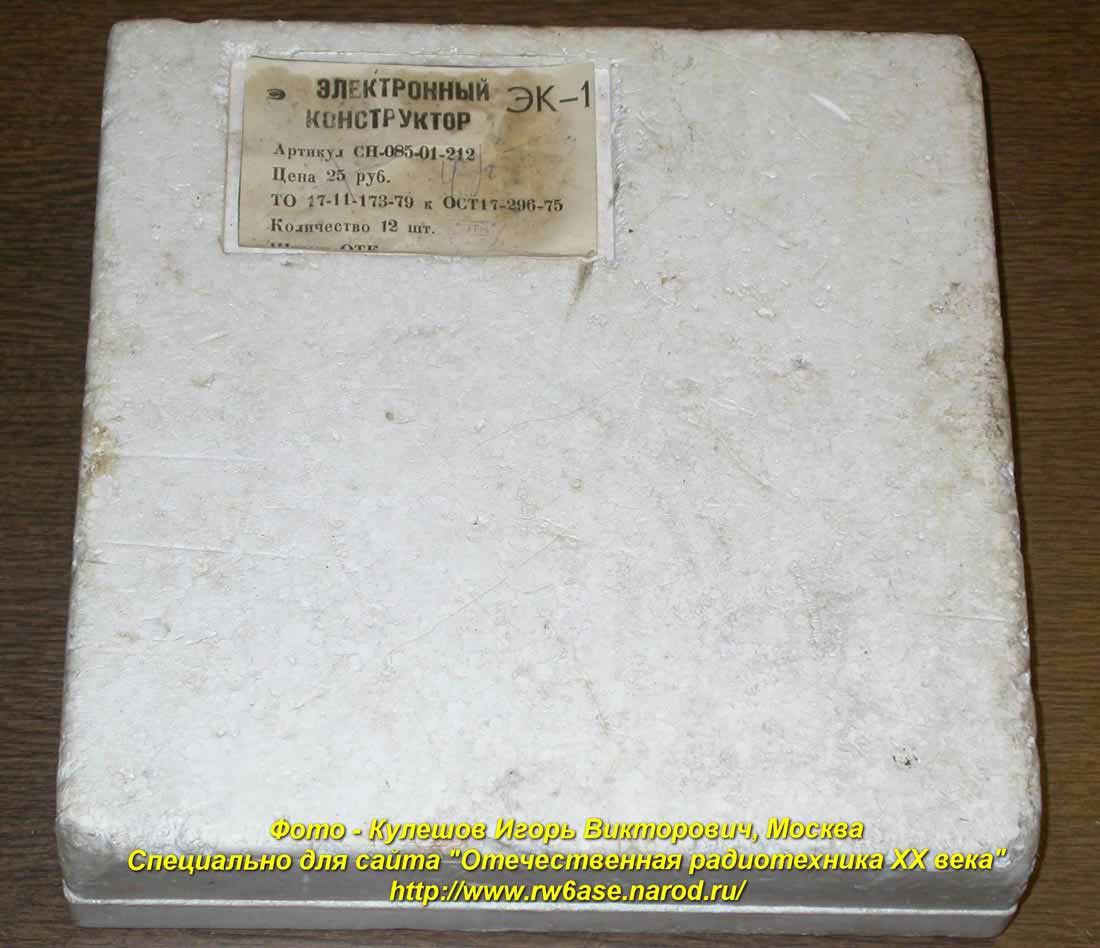 ЭЛЕКТРОННЫЙ ЭК-1
КОНСТРУКТОР
Артикул СН-085-01-212
Цена 25 руб.
ТО 17-11-173-79 к ОСТ17-296-75
Количество 12 шт.
ОТК
Фото - Кулешов Игорь Викторович, Москва
Специально для сайта "Отечественная радиотехника ХХ века"
http://www.rw6ase.narod.ru/